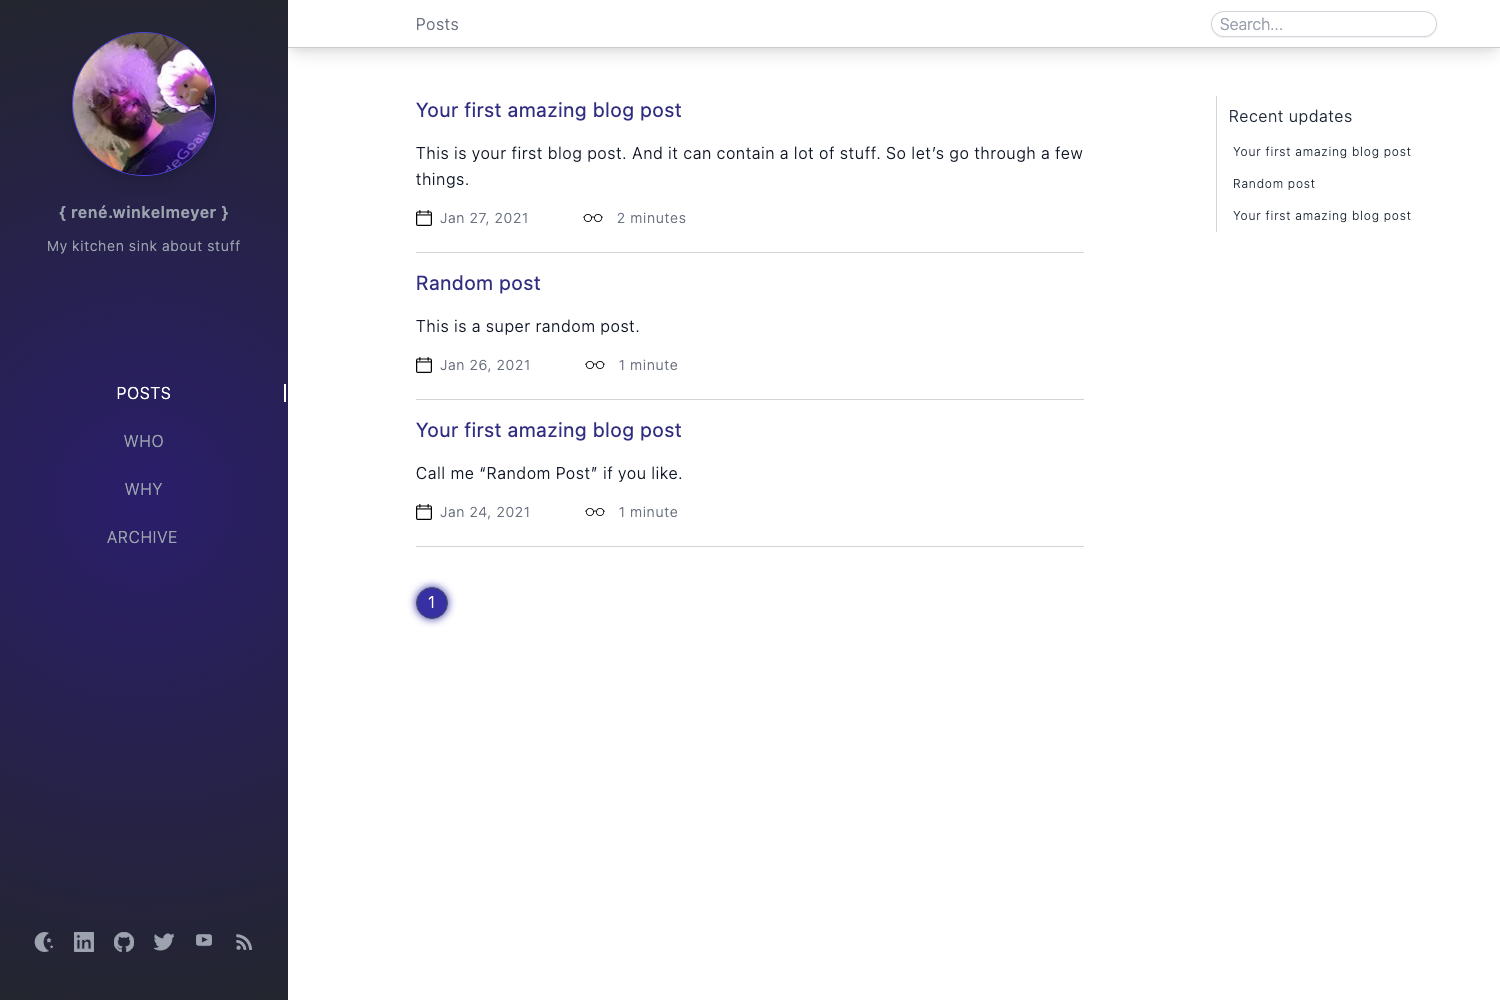 deGoals
{ rené.winkelmeyer }
My kitchen sink about stuff
POSTS
WHO
WHY
ARCHIVE
Posts
Search...
Your first amazing blog post
This is your first blog post. And it can contain a lot of stuff. So let’s go through a few
things.
Jan 27, 2021 2 minutes
Random post
This is a super random post.
Jan 26, 2021 1 minute
Your first amazing blog post
Call me “Random Post” if you like.
Jan 24, 2021 1 minute
1
Recent updates
Your first amazing blog post
Random post
Your first amazing blog post